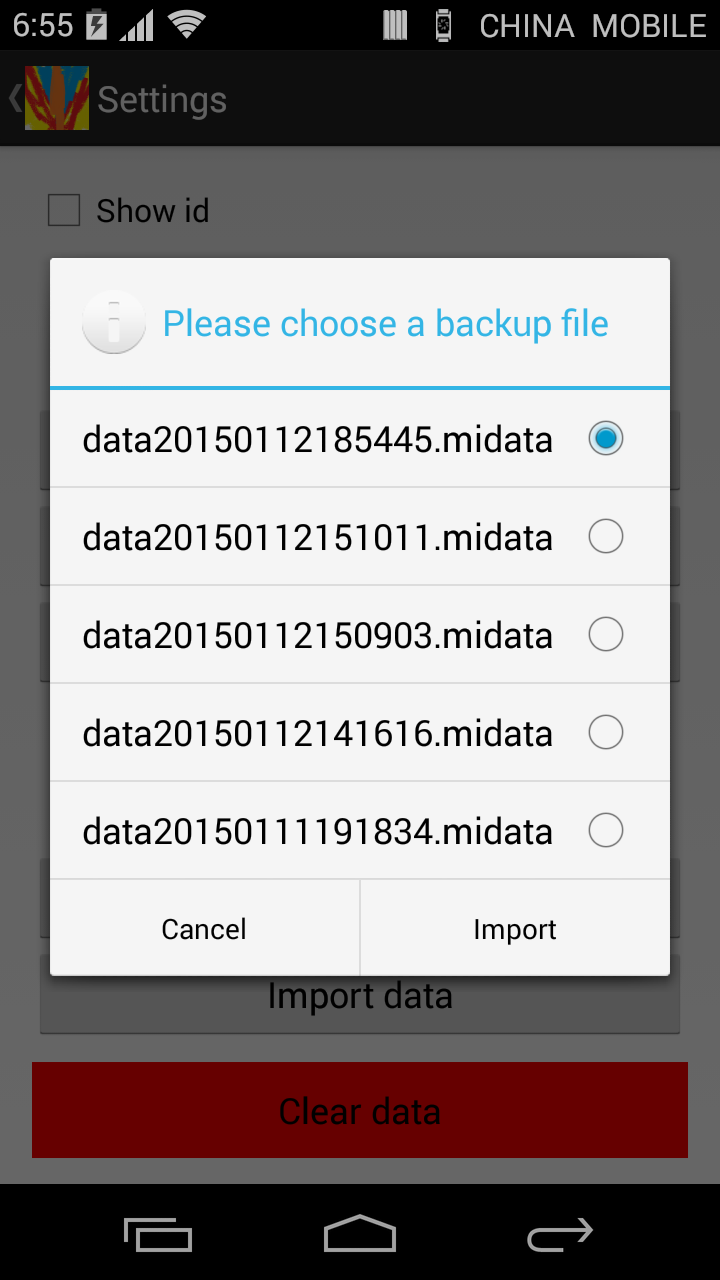 6:55 CHINA MOBILE
Settings
Show id
Please choose a backup file
data20150112185445.midata
data20150112151011.midata
data20150112150903.midata
data20150112141616.midata
data20150111191834.midata
Cancel Import
Import data
Clear data